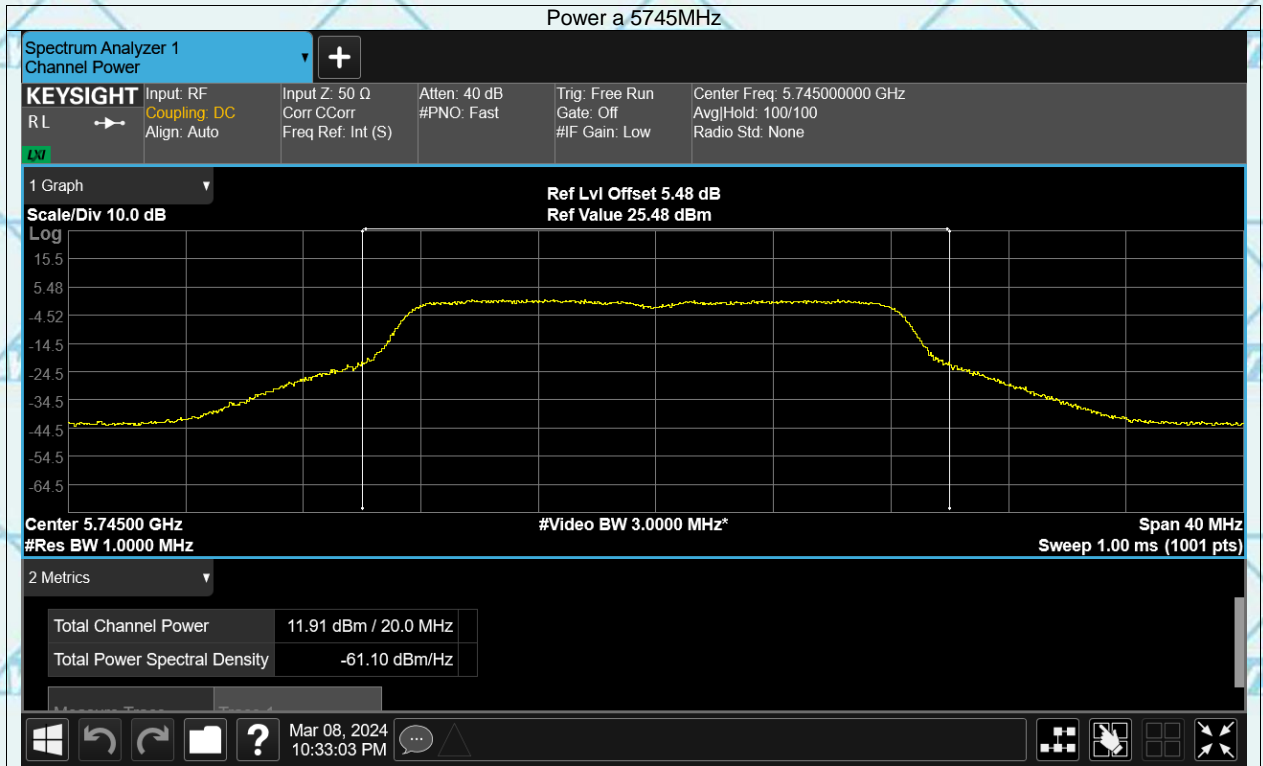 Power a 5745MHz
Spectrum Analyzer 1
Channel Power
KEYSIGHT
R L
LXI
Input: RF
Coupling: DC
Align: Auto
Input Z: 50 Ω
Corr CCorr
Freq Ref: Int (S)
Atten: 40 dB
#PNO: Fast
Trig: Free Run
Gate: Off
#IF Gain: Low
Center Freq: 5.745000000 GHz
Avg|Hold: 100/100
Radio Std: None
1 Graph
Scale/Div 10.0 dB
Ref Lvl Offset 5.48 dB
Ref Value 25.48 dBm
Log
15.5
5.48
-4.52
-14.5
-24.5
-34.5
-44.5
-54.5
-64.5
Center 5.74500 GHz
#Video BW 3.0000 MHz*
Span 40 MHz
#Res BW 1.0000 MHz
Sweep 1.00 ms (1001 pts)
2 Metrics
Total Channel Power 11.91 dBm / 20.0 MHz
Total Power Spectral Density -61.10 dBm/Hz
Measure Trace Trace 1
?
Mar 08, 2024
10:33:03 PM